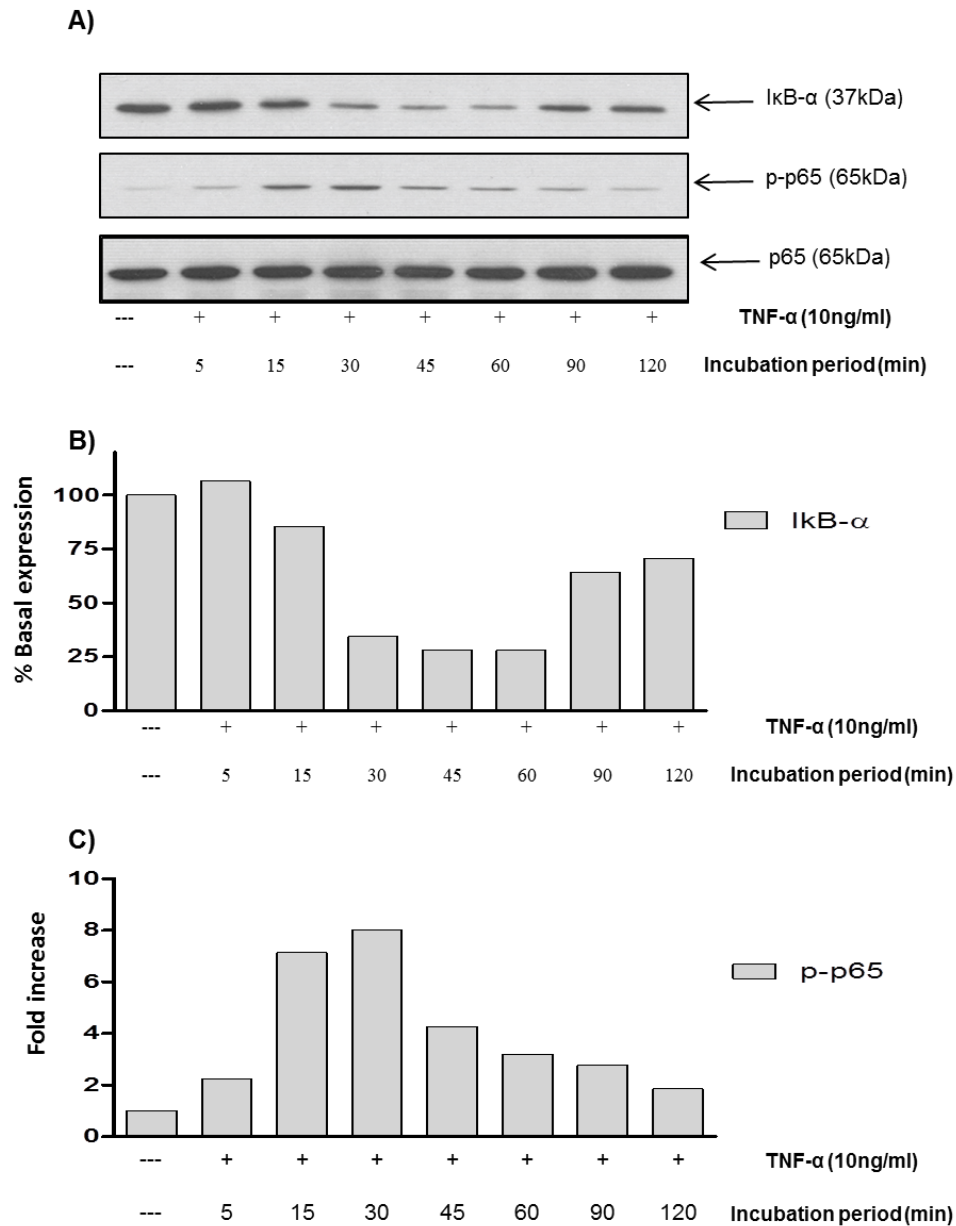 A)
IκB-α (37kDa)
p-p65 (65kDa)
p65 (65kDa)
--- + + + + + + + TNF-α (10ng/ml)
--- 5 15 30 45 60 90 120 Incubation period (min)
B)
% Basal expression
100
75
50
25
0
IkB-α
--- + + + + + + + TNF-α (10ng/ml)
--- 5 15 30 45 60 90 120 Incubation period (min)
C)
Fold increase
10
8
6
4
2
0
p-p65
--- + + + + + + + TNF-α (10ng/ml)
--- 5 15 30 45 60 90 120 Incubation period (min)